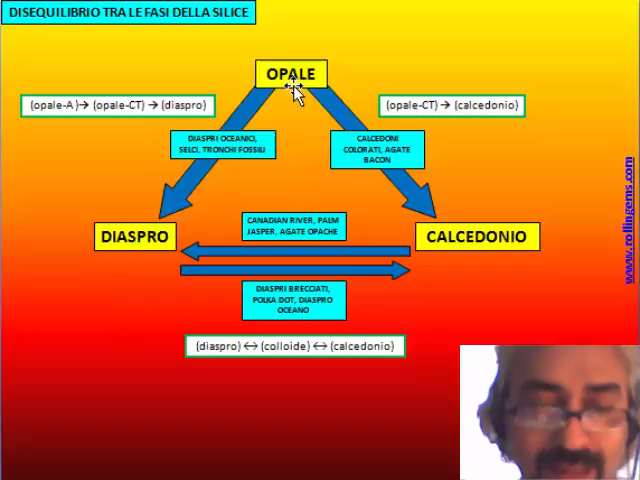 DISEQUILIBRIO TRA LE FASI DELLA SILICE
OPALE
(opale-A)→ (opale-CT) → (diaspro)
(opale-CT) → (calcedonio)
DIASPRI OCEANICI,
SELCI, TRONCHI FOSSILI
CALCEDONI
COLORATI, AGATE
BACON
DIASPRO
CANADIAN RIVER, PALM
JASPER, AGATE OPACHE
CALCEDONIO
DIASPRI BRECCIATI,
POLKA DOT, DIASPRO
OCEANO
(diaspro) ↔ (colloide) ↔ (calcedonio)
www.rollingems.com